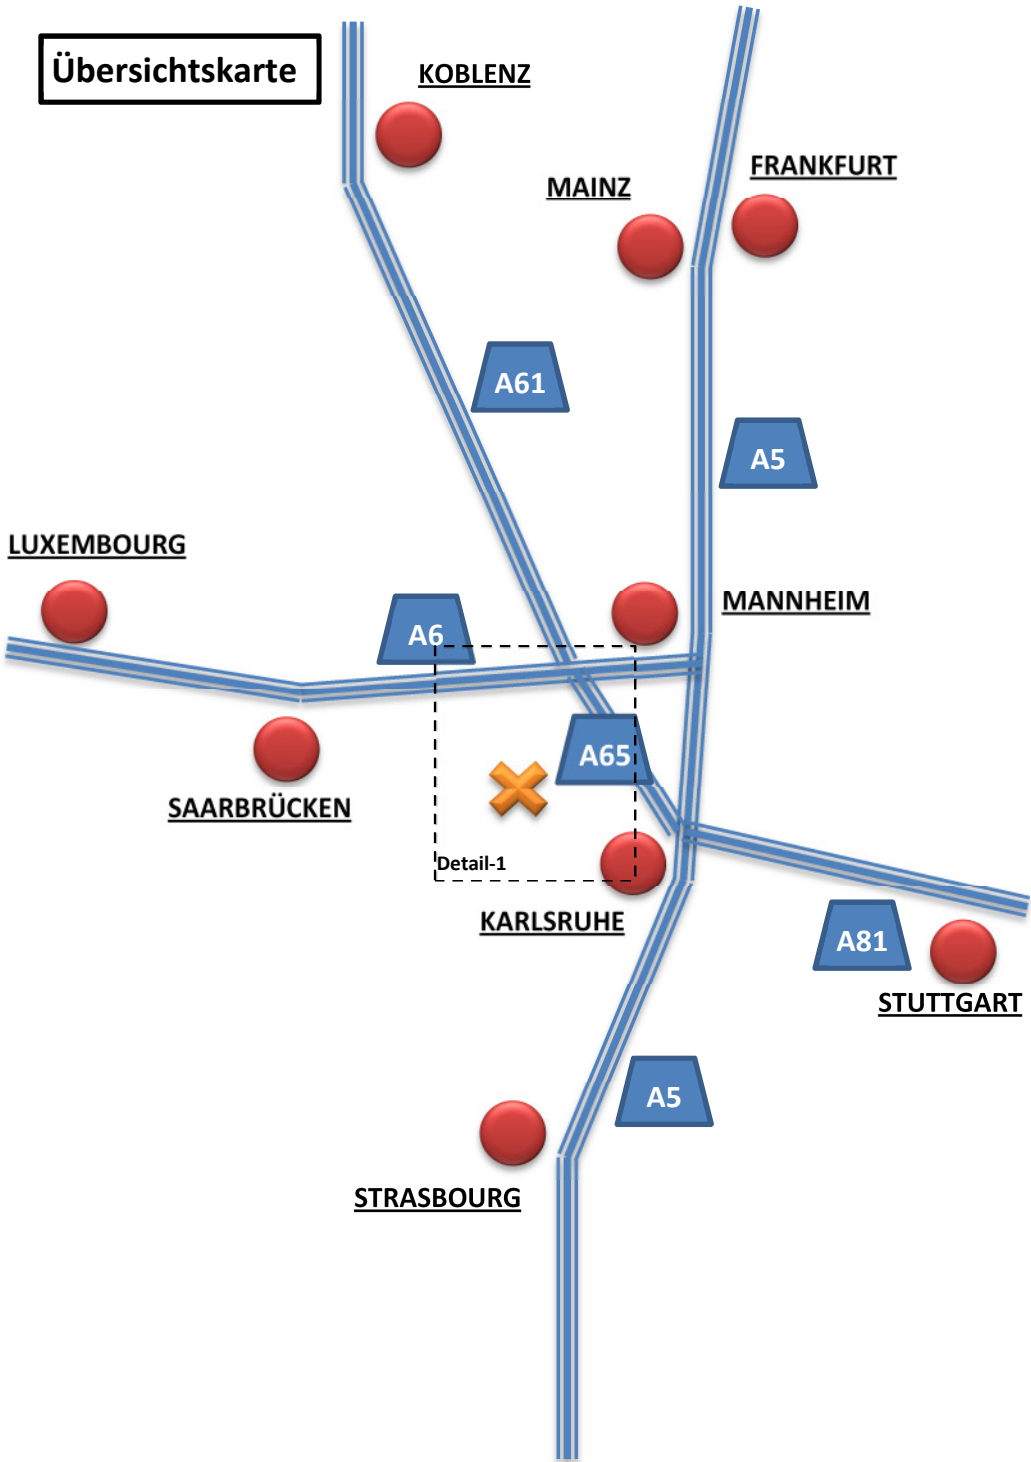 Übersichtskarte
KOBLENZ
FRANKFURT
MAINZ
A61
A5
LUXEMBOURG
MANNHEIM
A6
A65
SAARBRÜCKEN
Detail-1
KARLSRUHE
A81
STUTTGART
A5
STRASBOURG